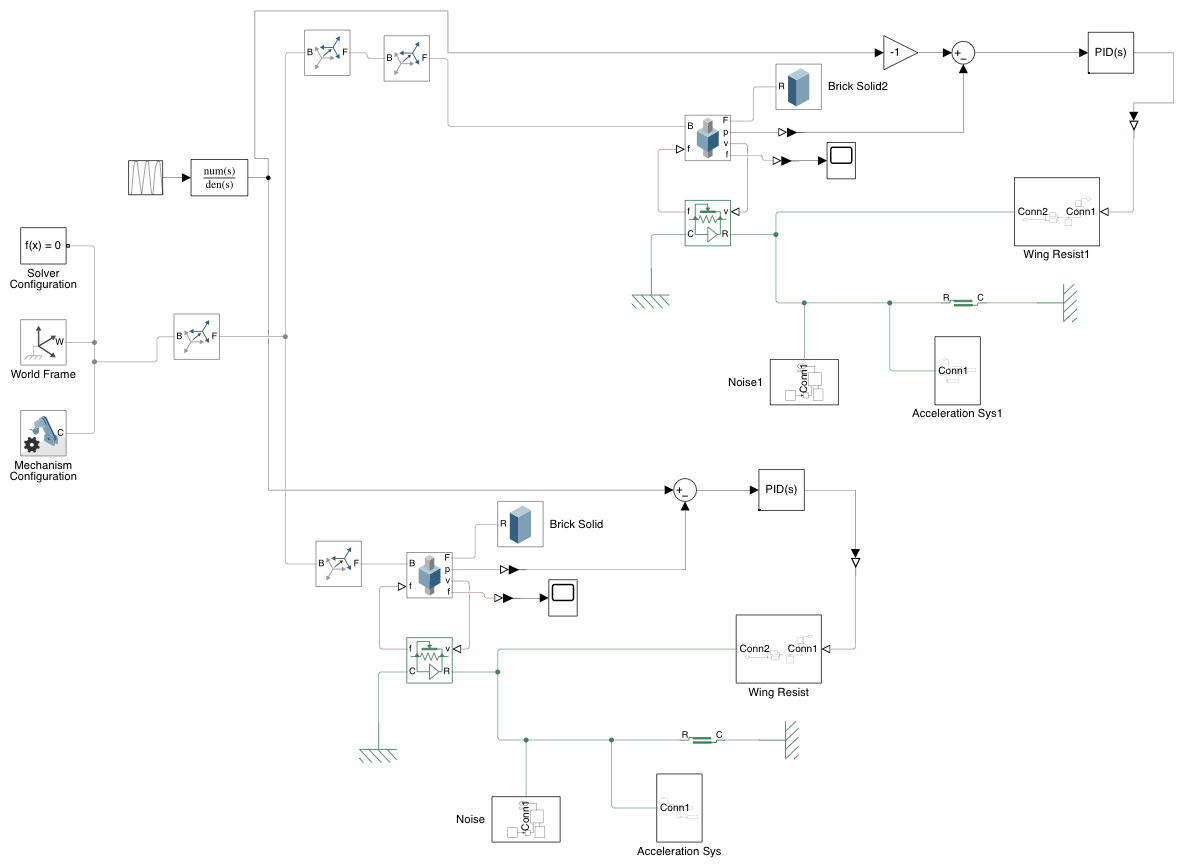 B F
B F
-1
+
−
PID(s)
R
Brick Solid2
B
F
p
v
f
f
num(s)
den(s)
f v
C R
Conn2 Conn1
Wing Resist1
f(x) = 0
Solver
Configuration
R C
W
World Frame
B F
Conn1
Noise1
Conn1
Acceleration Sys1
C
Mechanism
Configuration
+
−
PID(s)
R
Brick Solid
B F
B
F
p
v
f
f
f v
C R
Conn2 Conn1
Wing Resist
R C
Conn1
Noise
Conn1
Acceleration Sys